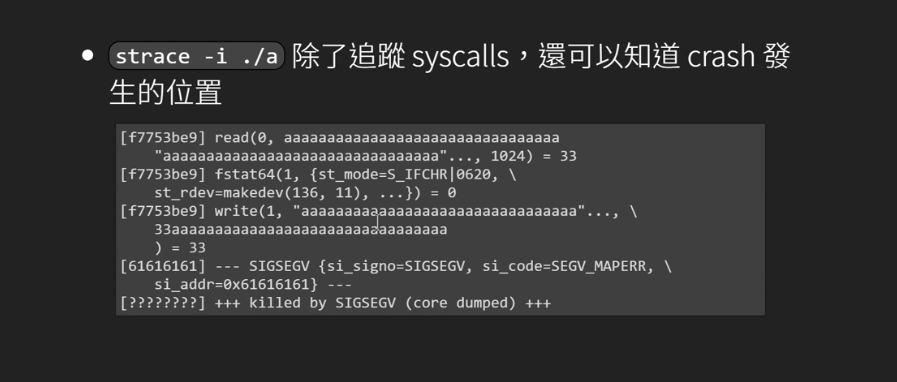 strace -i ./a 除了追蹤 syscalls，還可以知道 crash 發
生的位置
[f7753be9] read(0, aaaaaaaaaaaaaaaaaaaaaaaaaaaaaaaa
"aaaaaaaaaaaaaaaaaaaaaaaaaaaaaaaa"..., 1024) = 33
[f7753be9] fstat64(1, {st_mode=S_IFCHR|0620, \
st_rdev=makedev(136, 11), ...}) = 0
[f7753be9] write(1, "aaaaaaaaaaaaaaaaaaaaaaaaaaaaaaaa"..., \
33aaaaaaaaaaaaaaaaaaaaaaaaaaaaaaaa
) = 33
[61616161] --- SIGSEGV {si_signo=SIGSEGV, si_code=SEGV_MAPERR, \
si_addr=0x61616161} ---
[????????] +++ killed by SIGSEGV (core dumped) +++